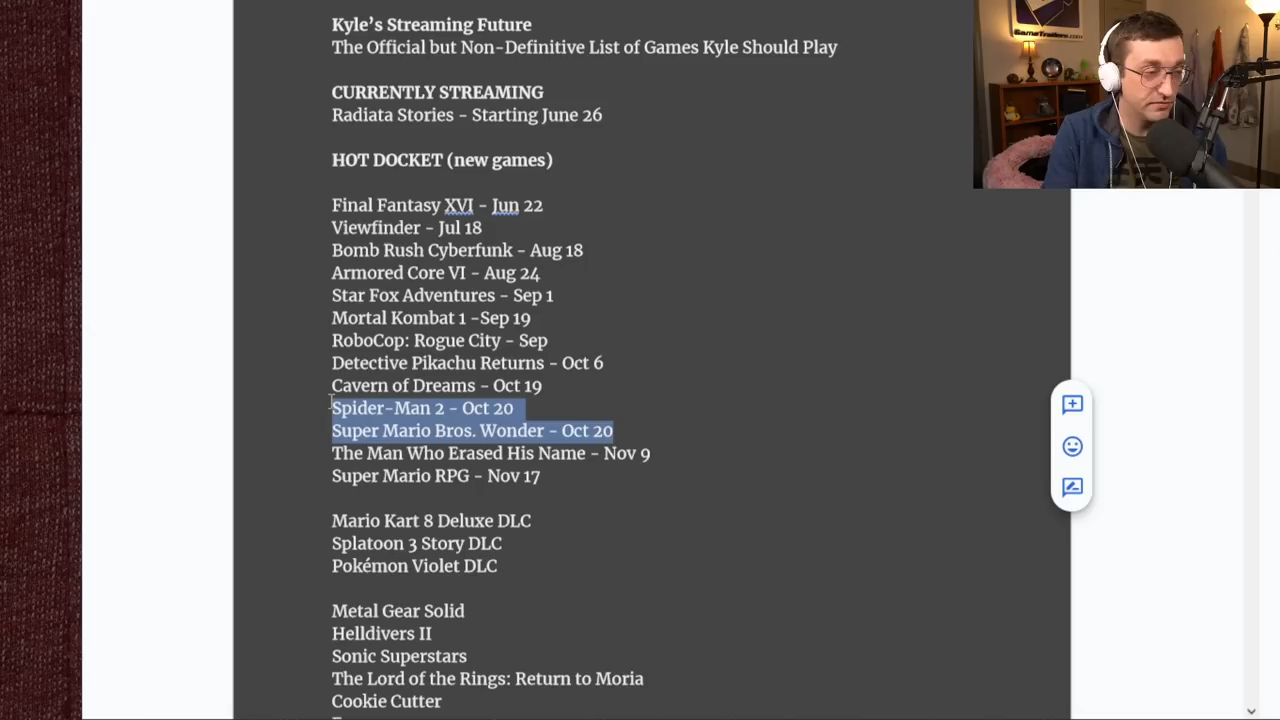 Kyle’s Streaming Future
The Official but Non-Definitive List of Games Kyle Should Play
CURRENTLY STREAMING
Radiata Stories - Starting June 26
HOT DOCKET (new games)
Final Fantasy XVI - Jun 22
Viewfinder - Jul 18
Bomb Rush Cyberfunk - Aug 18
Armored Core VI - Aug 24
Star Fox Adventures - Sep 1
Mortal Kombat 1 -Sep 19
RoboCop: Rogue City - Sep
Detective Pikachu Returns - Oct 6
Cavern of Dreams - Oct 19
Spider-Man 2 - Oct 20
Super Mario Bros. Wonder - Oct 20
The Man Who Erased His Name - Nov 9
Super Mario RPG - Nov 17
Mario Kart 8 Deluxe DLC
Splatoon 3 Story DLC
Pokémon Violet DLC
Metal Gear Solid
Helldivers II
Sonic Superstars
The Lord of the Rings: Return to Moria
Cookie Cutter
GameTrailers.com